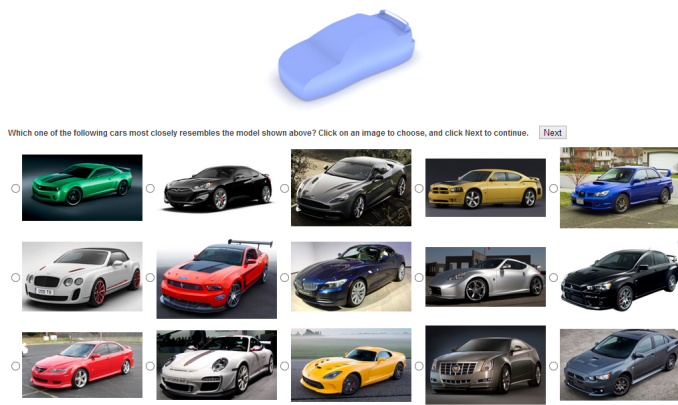 Which one of the following cars most closely resembles the model shown above? Click on an image to choose, and click Next to continue. Next